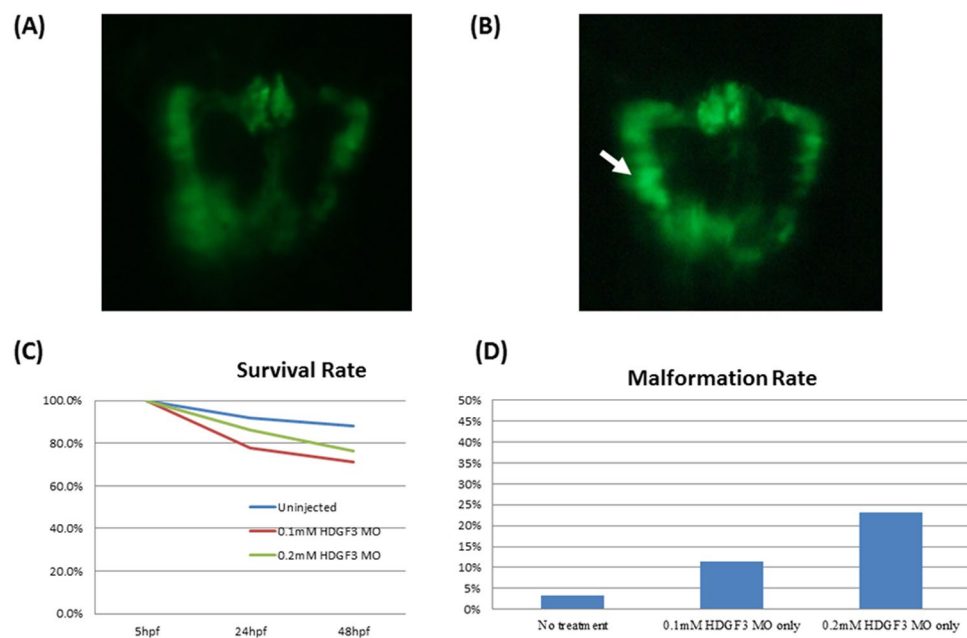 (A)
(B)
(C)
Survival Rate
100.0%
80.0%
60.0%
40.0%
20.0%
0.0%
Uninjected
0.1mM HDGF3 MO
0.2mM HDGF3 MO
5hpf 24hpf 48hpf
(D)
Malformation Rate
50%
45%
40%
35%
30%
25%
20%
15%
10%
5%
0%
No treatment 0.1mM HDGF3 MO only 0.2mM HDGF3 MO only